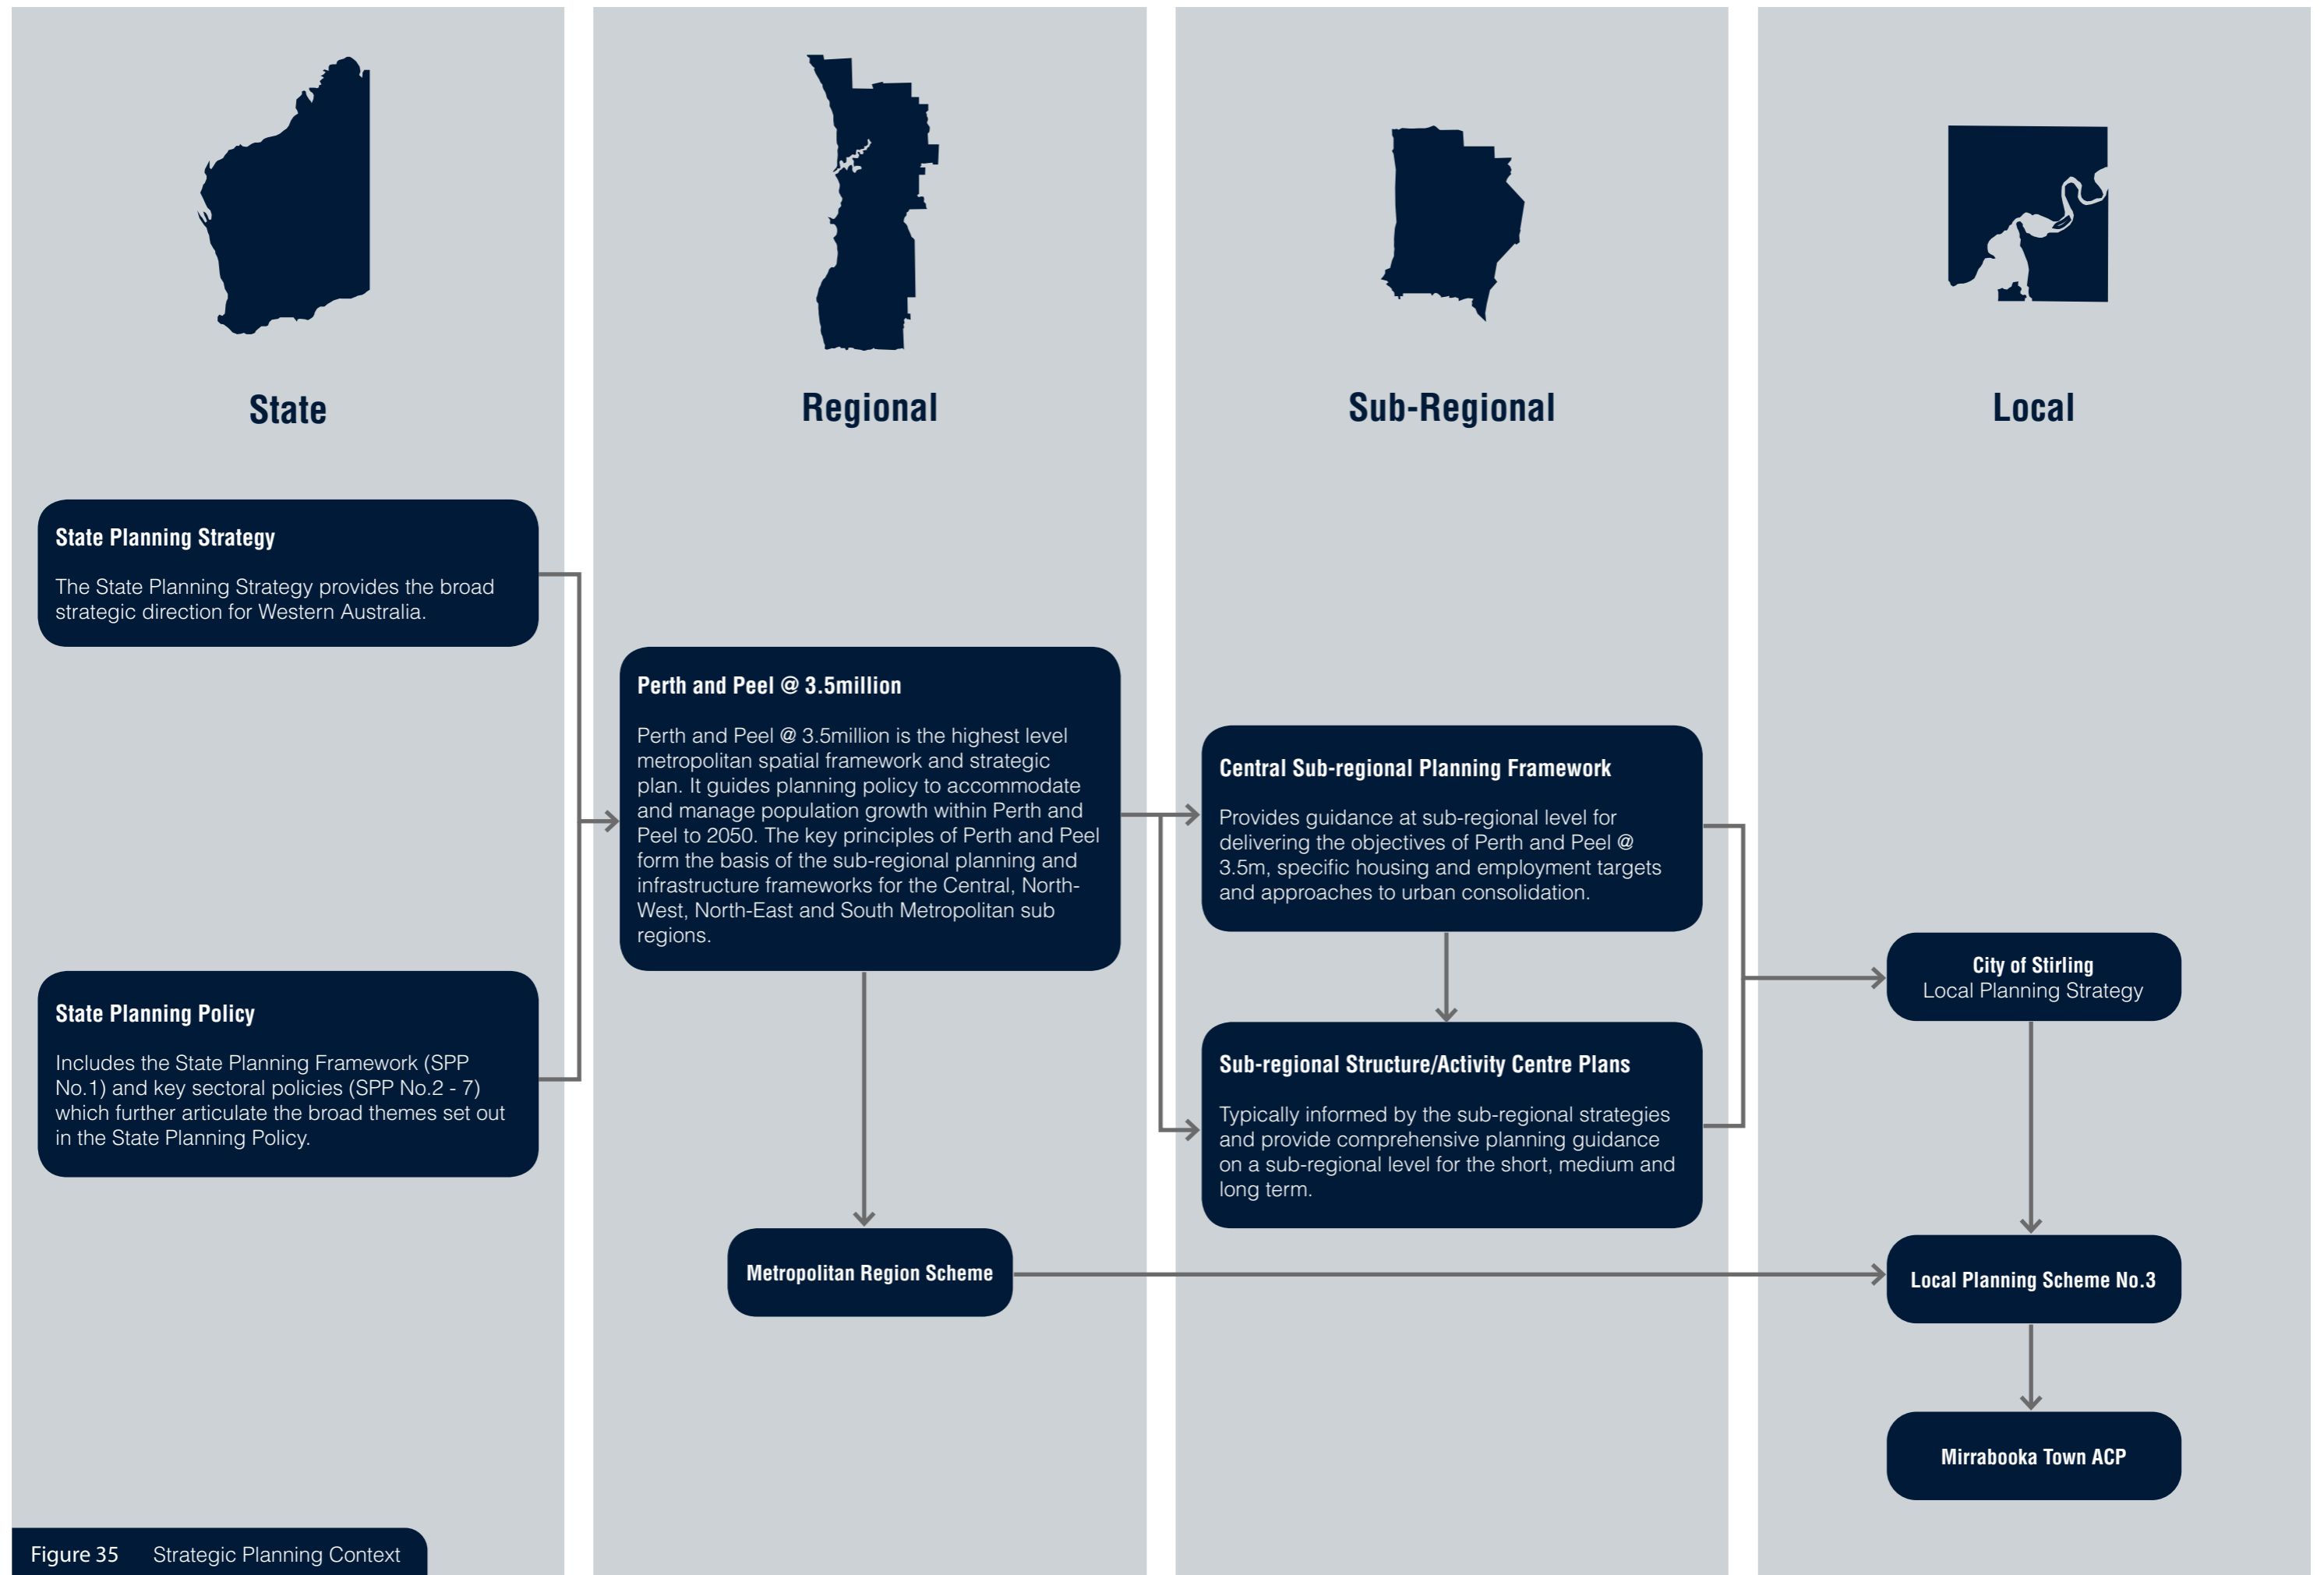 State
State Planning Strategy
The State Planning Strategy provides the broad
strategic direction for Western Australia.
State Planning Policy
Includes the State Planning Framework (SPP
No.1) and key sectoral policies (SPP No.2 - 7)
which further articulate the broad themes set out
in the State Planning Policy.
Regional
Perth and Peel @ 3.5million
Perth and Peel @ 3.5million is the highest level
metropolitan spatial framework and strategic
plan. It guides planning policy to accommodate
and manage population growth within Perth and
Peel to 2050. The key principles of Perth and Peel
form the basis of the sub-regional planning and
infrastructure frameworks for the Central, North-
West, North-East and South Metropolitan sub
regions.
Metropolitan Region Scheme
Sub-Regional
Central Sub-regional Planning Framework
Provides guidance at sub-regional level for
delivering the objectives of Perth and Peel @
3.5m, specific housing and employment targets
and approaches to urban consolidation.
Sub-regional Structure/Activity Centre Plans
Typically informed by the sub-regional strategies
and provide comprehensive planning guidance
on a sub-regional level for the short, medium and
long term.
Local
City of Stirling
Local Planning Strategy
Local Planning Scheme No.3
Mirrabooka Town ACP
Figure 35 Strategic Planning Context